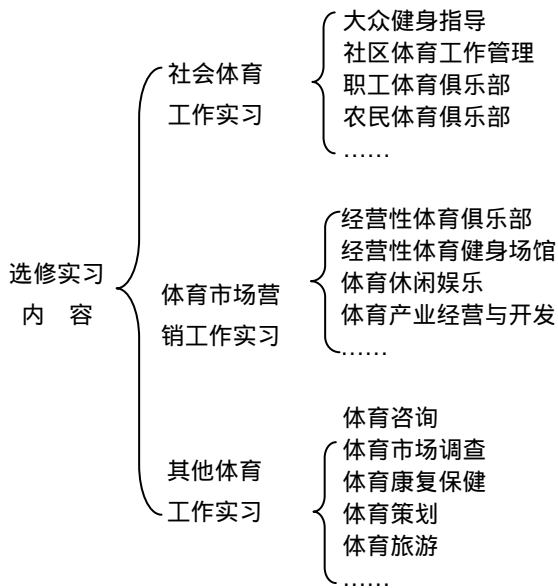 选修实习
内 容
社会体育
工作实习
大众健身指导
社区体育工作管理
职工体育俱乐部
农民体育俱乐部
……
体育市场营
销工作实习
经营性体育俱乐部
经营性体育健身场馆
体育休闲娱乐
体育产业经营与开发
……
其他体育
工作实习
体育咨询
体育市场调查
体育康复保健
体育策划
体育旅游
……